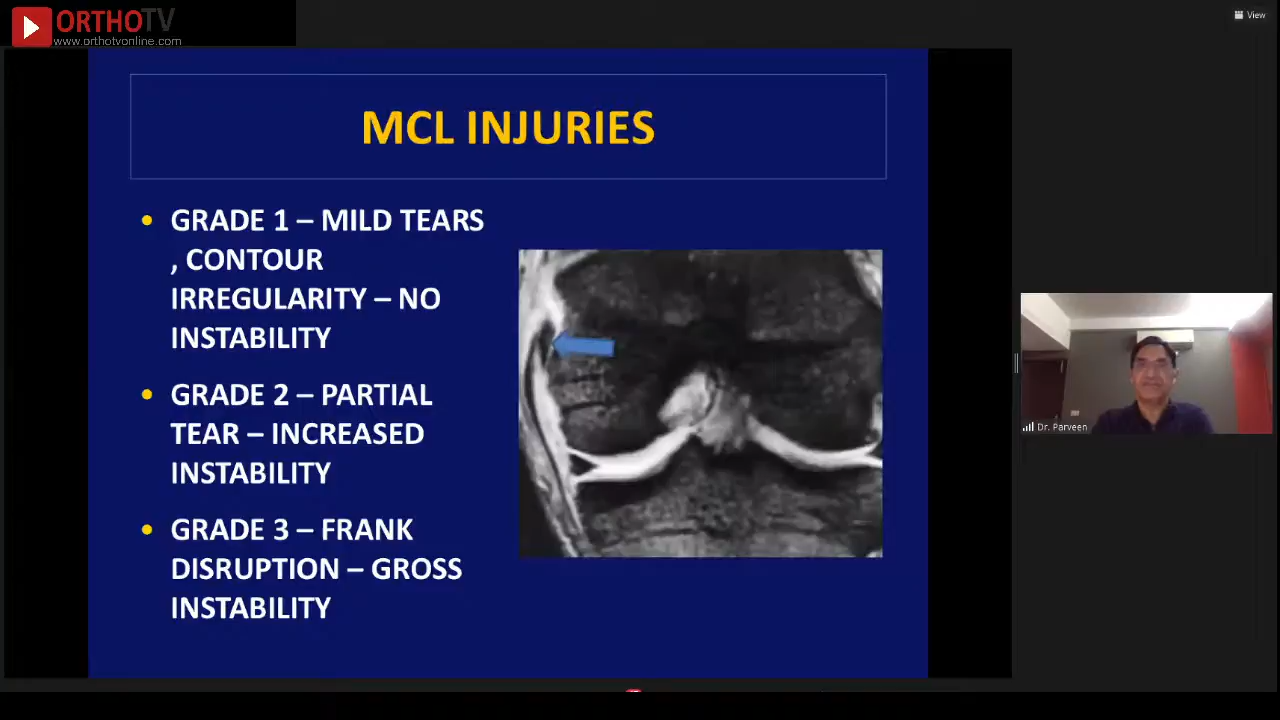 ORTHOTV
www.orthotvonline.com
View
MCL INJURIES
• GRADE 1 – MILD TEARS
, CONTOUR
IRREGULARITY – NO
INSTABILITY
• GRADE 2 – PARTIAL
TEAR – INCREASED
INSTABILITY
• GRADE 3 – FRANK
DISRUPTION – GROSS
INSTABILITY
Dr. Parveen